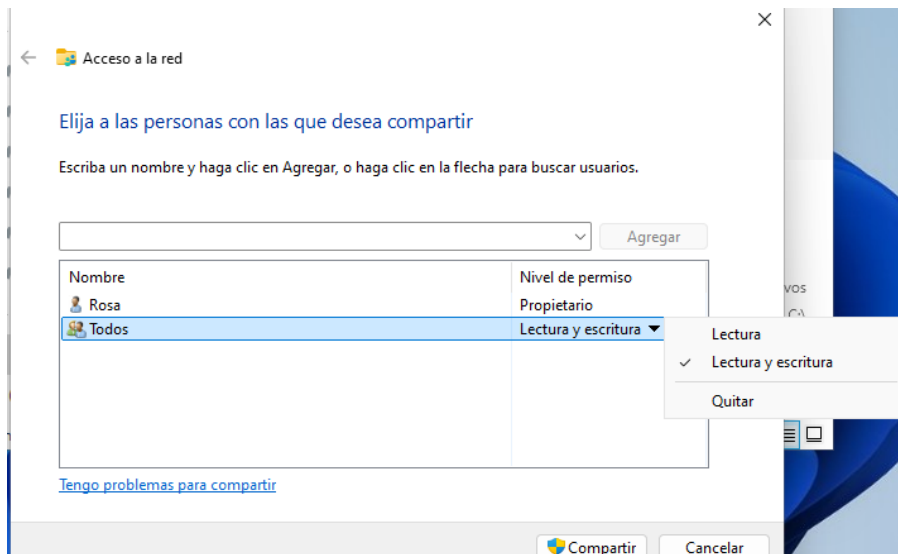 Acceso a la red
Elija a las personas con las que desea compartir
Escriba un nombre y haga clic en Agregar, o haga clic en la flecha para buscar usuarios.
Agregar
Nombre Nivel de permiso
Rosa Propietario
Todos Lectura y escritura
Lectura
Lectura y escritura
Quitar
Tengo problemas para compartir
Compartir Cancelar